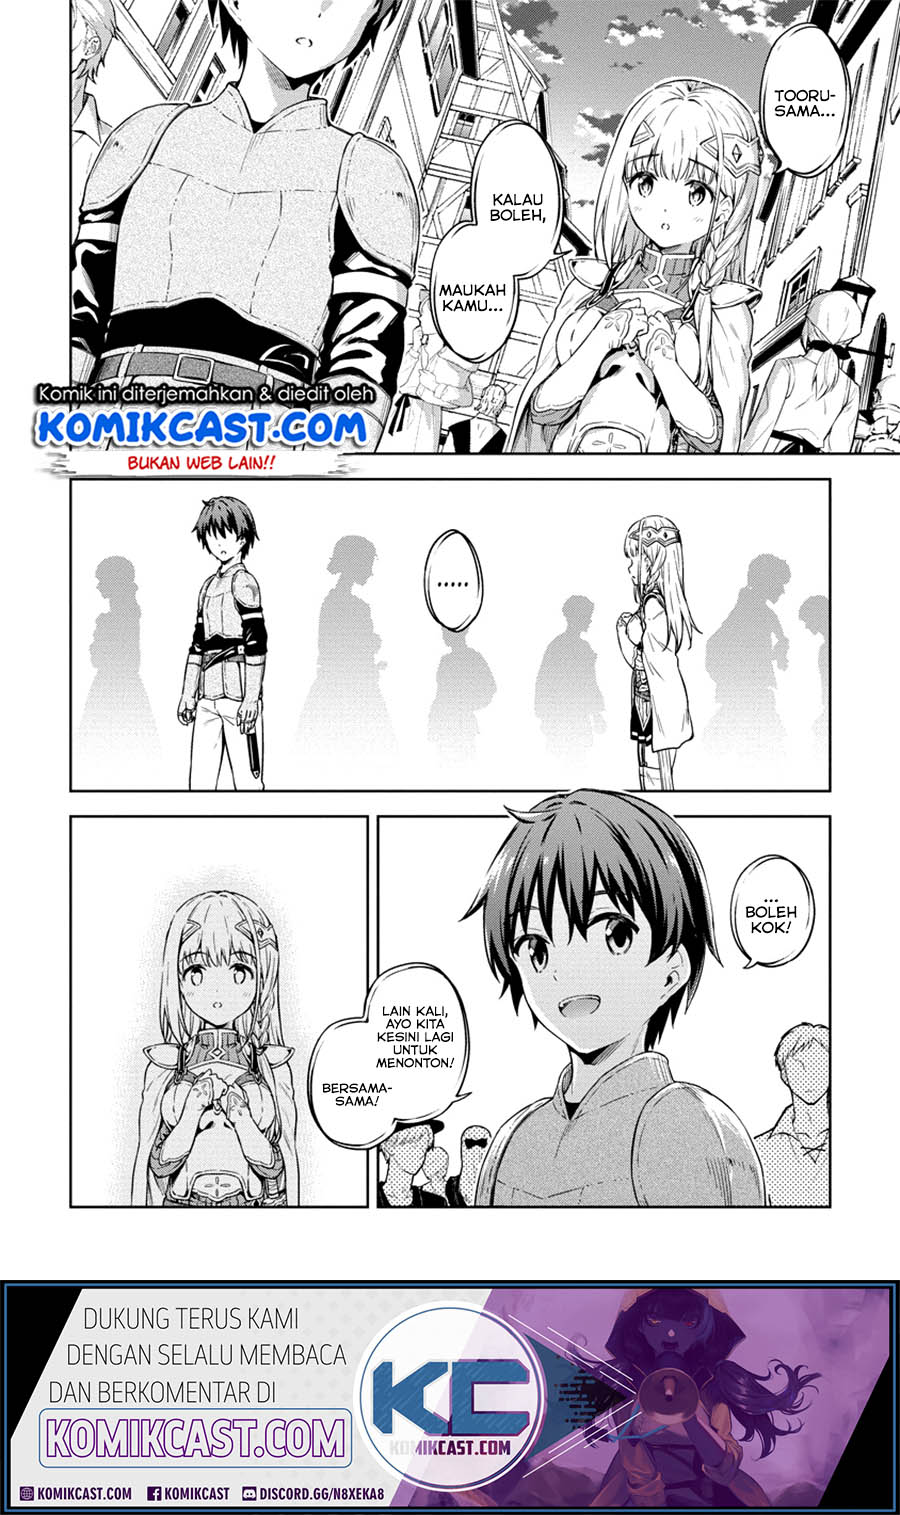 TOORU-
SAMA...
KALAU
BOLEH,
MAUKAH
KAMU...
Komik ini diterjemahkan & diedit oleh
KOMIKCAST.COM
BUKAN WEB LAIN!!
.....
...
BOLEH
KOK!
LAIN KALI,
AYO KITA
KESINI LAGI
UNTUK
MENONTON!
BERSAMA-
SAMA!
DUKUNG TERUS KAMI
DENGAN SELALU MEMBACA
DAN BERKOMENTAR DI
KOMIKCAST.COM
KC
KOMIKCAST.COM
KOMIKCAST.COM
KOMIKCAST
DISCORD.GG/N8XEKA8